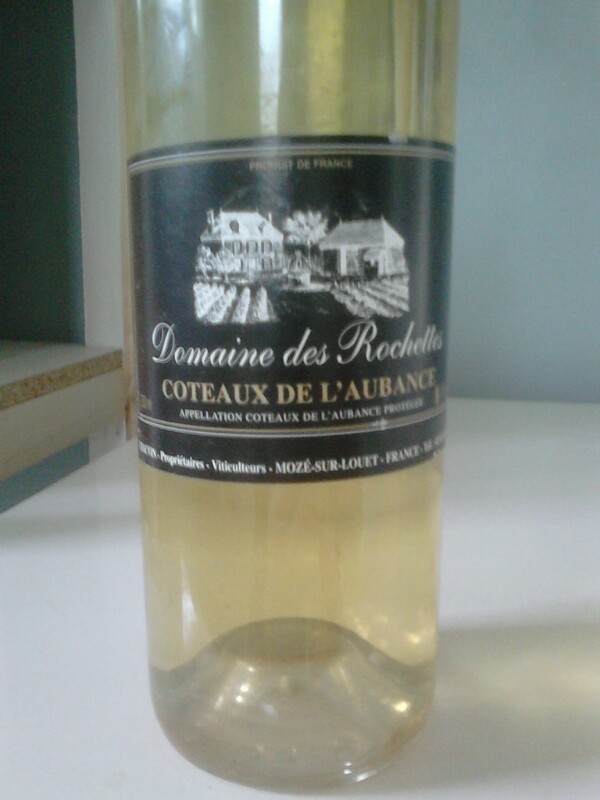 PRODUIT DE FRANCE
Domaine des Rochettes
COTEAUX DE L'AUBANCE
APPELLATION COTEAUX DE L'AUBANCE PROTÉGÉE
Propriétaires - Viticulteurs - MOZÉ-SUR-LOUET - FRANCE - Tél